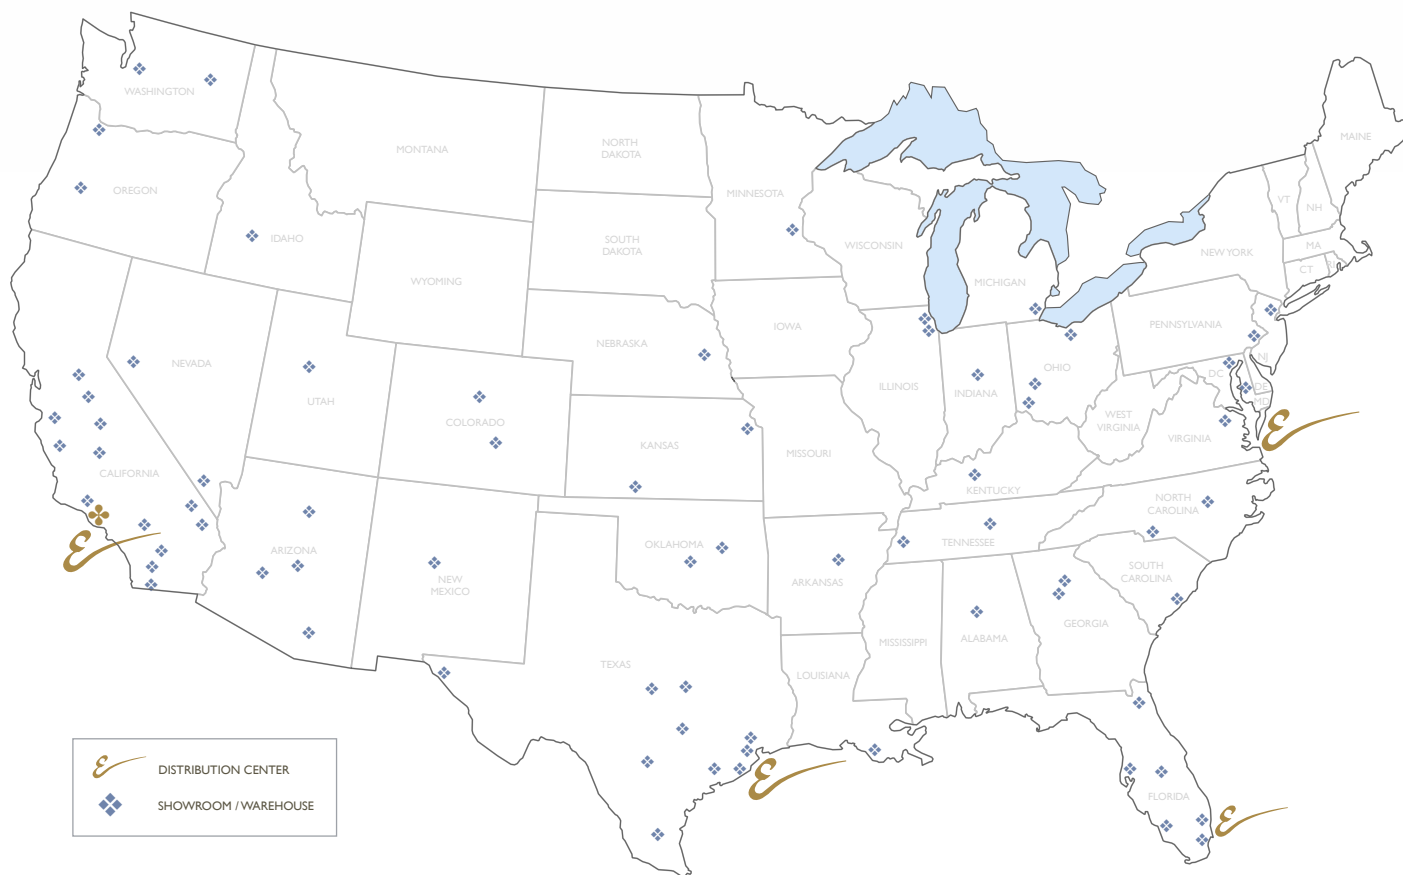 MAINE
WASHINGTON
MONTANA
NORTH
DAKOTA
MINNESOTA
OREGON
VT
NH
IDAHO
SOUTH
DAKOTA
WISCONSIN
NEW YORK
MA
CT
RI
WYOMING
MICHIGAN
IOWA
PENNSYLVANIA
NEBRASKA
NEVADA
NJ
OHIO
DC
UTAH
ILLINOIS
INDIANA
DE
MD
COLORADO
WEST
VIRGINIA
KANSAS
VIRGINIA
MISSOURI
CALIFORNIA
KENTUCKY
NORTH
CAROLINA
OKLAHOMA
TENNESSEE
ARIZONA
SOUTH
CAROLINA
NEW
MEXICO
ARKANSAS
GEORGIA
MISSISSIPPI
ALABAMA
TEXAS
LOUISIANA
FLORIDA
DISTRIBUTION CENTER
SHOWROOM / WAREHOUSE